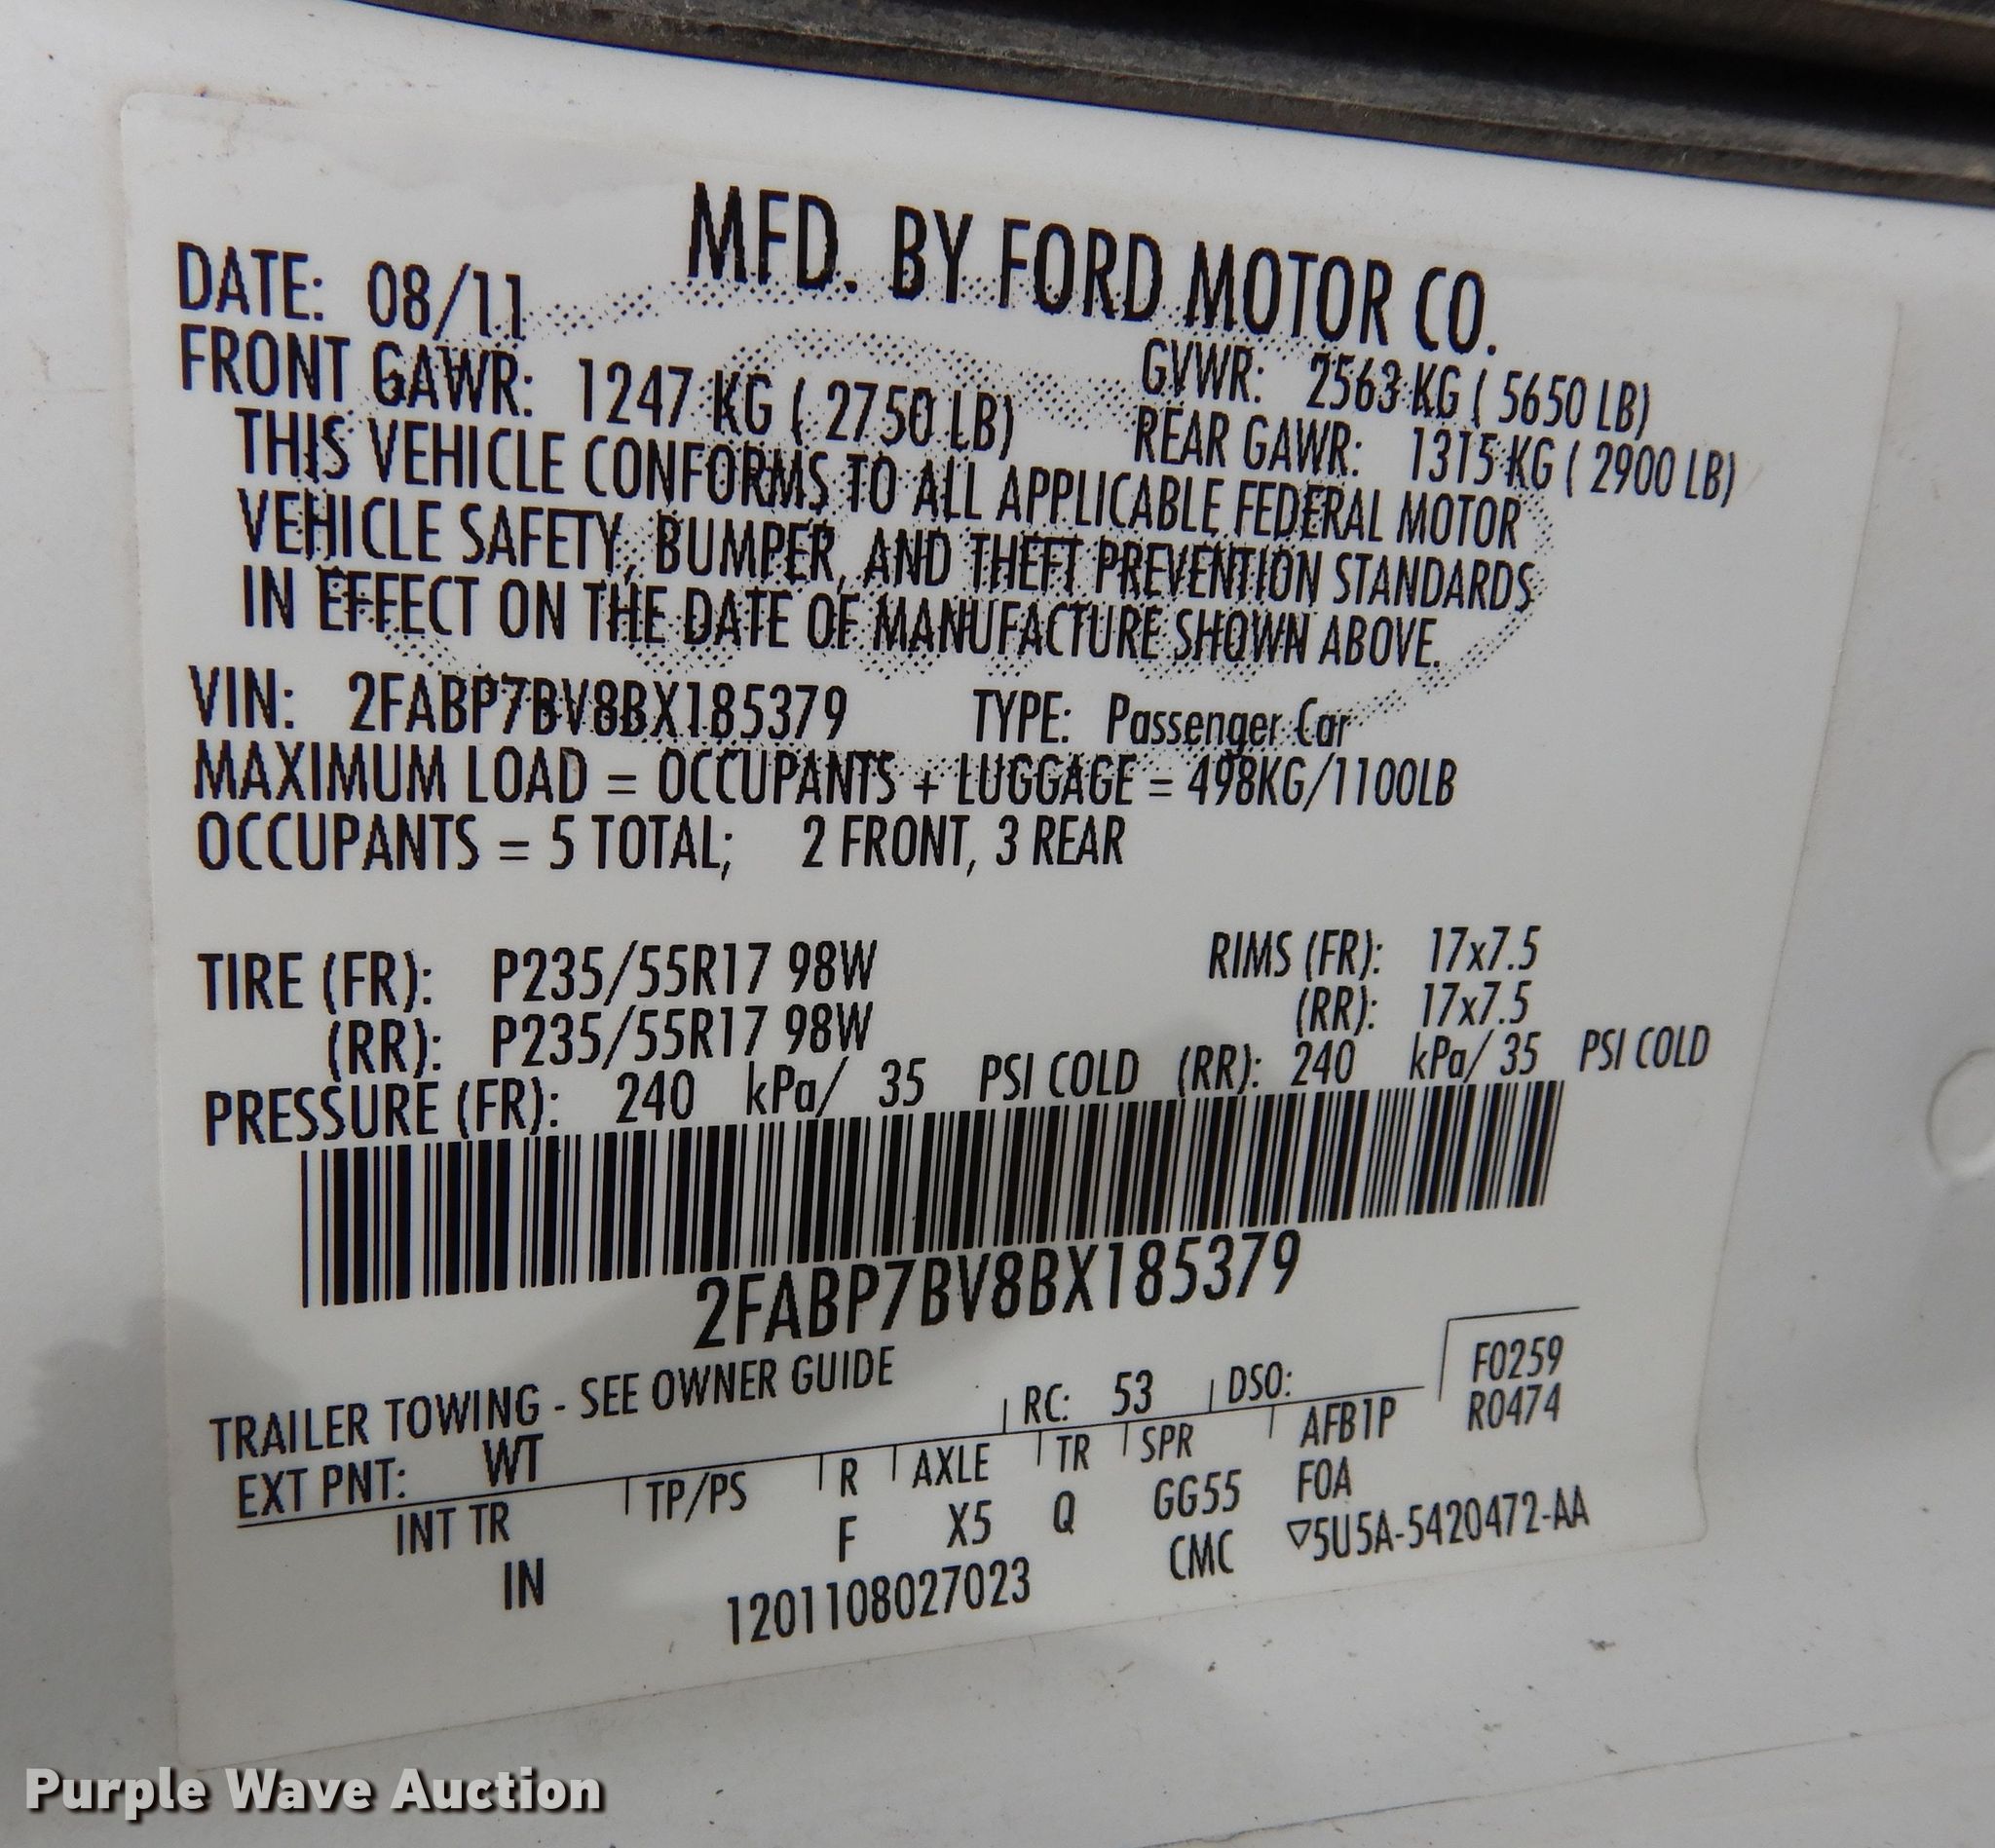 MFD. BY FORD MOTOR CO.
DATE: 08/11
GVWR: 2563 KG ( 5650 LB)
FRONT GAWR: 1247 KG ( 2750 LB)
REAR GAWR: 1315 KG ( 2900 LB)
THIS VEHICLE CONFORMS TO ALL APPLICABLE FEDERAL MOTOR
VEHICLE SAFETY, BUMPER, AND THEFT PREVENTION STANDARDS
IN EFFECT ON THE DATE OF MANUFACTURE SHOWN ABOVE.
VIN: 2FABP7BV8BX185379 TYPE: Passenger Car
MAXIMUM LOAD = OCCUPANTS + LUGGAGE = 498KG/1100LB
OCCUPANTS = 5 TOTAL; 2 FRONT, 3 REAR
TIRE (FR): P235/55R17 98W RIMS (FR): 17x7.5
(RR): P235/55R17 98W (RR): 17x7.5
PRESSURE (FR): 240 kPa/ 35 PSI COLD (RR): 240 kPa/ 35 PSI COLD
2FABP7BV8BX185379
TRAILER TOWING - SEE OWNER GUIDE
F0259
EXT PNT: WT RC: 53 DSO: R0474
INT TR TP/PS R AXLE TR SPR AFB1P
IN F X5 Q GG55 FOA
1201108027023 CMC ▽5U5A-5420472-AA
Purple Wave Auction